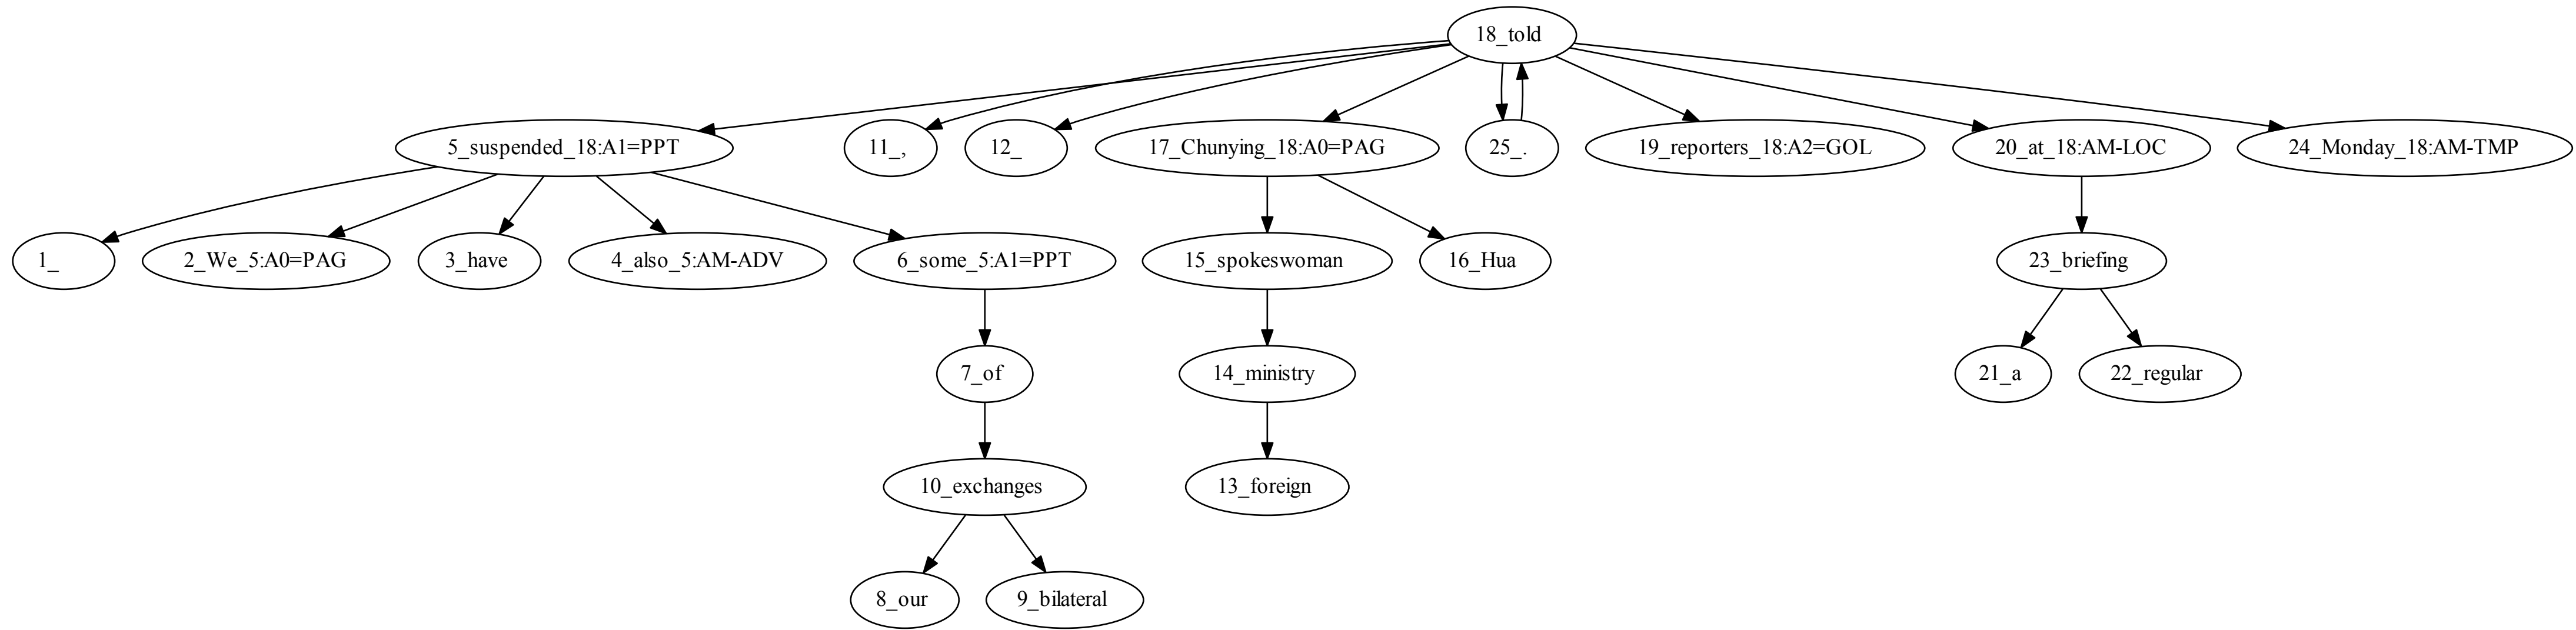 18_told
5_suspended_18:A1=PPT
11_,
12_
17_Chunying_18:A0=PAG
25_.
19_reporters_18:A2=GOL
20_at_18:AM-LOC
24_Monday_18:AM-TMP
1_
2_We_5:A0=PAG
3_have
4_also_5:AM-ADV
6_some_5:A1=PPT
15_spokeswoman
16_Hua
23_briefing
7_of
14_ministry
21_a
22_regular
10_exchanges
13_foreign
8_our
9_bilateral